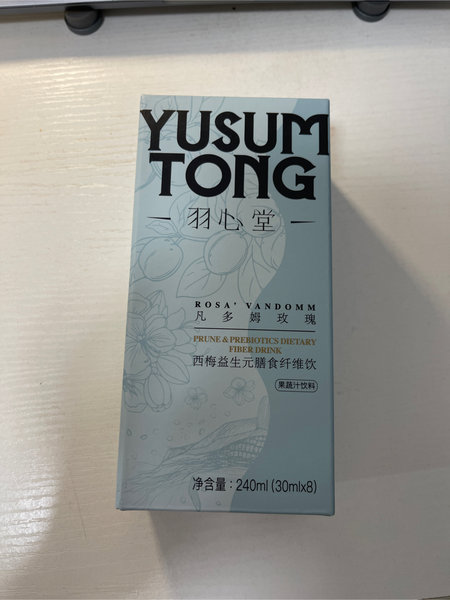 YUSUM
TONG
羽心堂
ROSA' VANDOMM
凡多姆玫瑰
PRUNE & PREBIOTICS DIETARY
FIBER DRINK
西梅益生元膳食纤维饮
果蔬汁饮料
净含量：240ml (30mlx8)